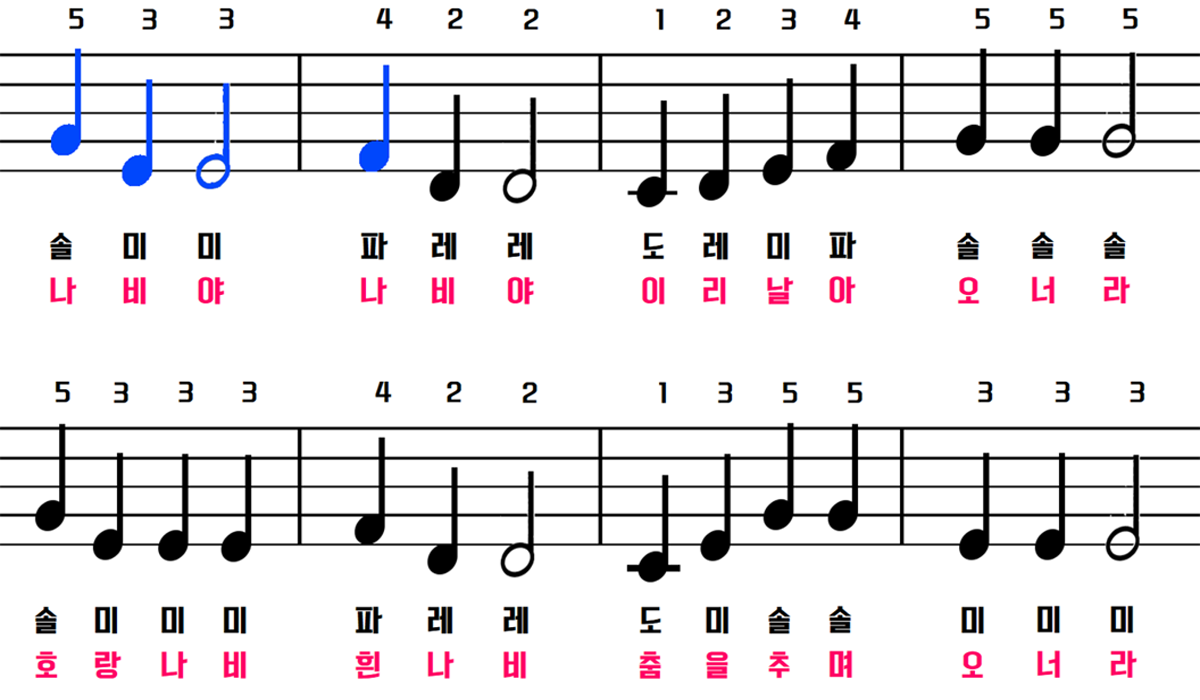 5 3 3 4 2 2 1 2 3 4 5 5 5
솔 미 미 파 레 레 도 레 미 파 솔 솔 솔
나 비 야 나 비 야 이 리 날 아 오 너 라
5 3 3 3 4 2 2 1 3 5 5 3 3 3
솔 미 미 미 파 레 레 도 미 솔 솔 미 미 미
호 랑 나 비 흰 나 비 춤 을 추 며 오 너 라